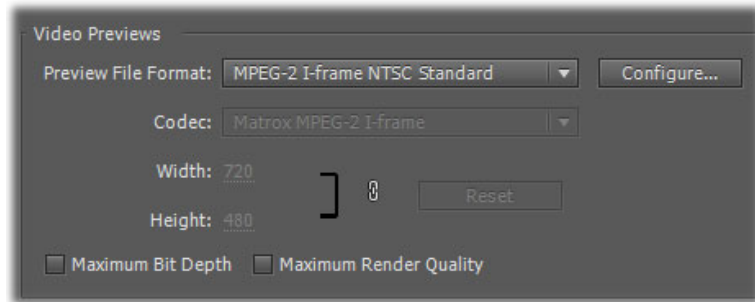 Video Previews
Preview File Format: MPEG-2 I-frame NTSC Standard Configure...
Codec: Matrox MPEG-2 I-frame
Width: 720
Reset
Height: 480
Maximum Bit Depth Maximum Render Quality